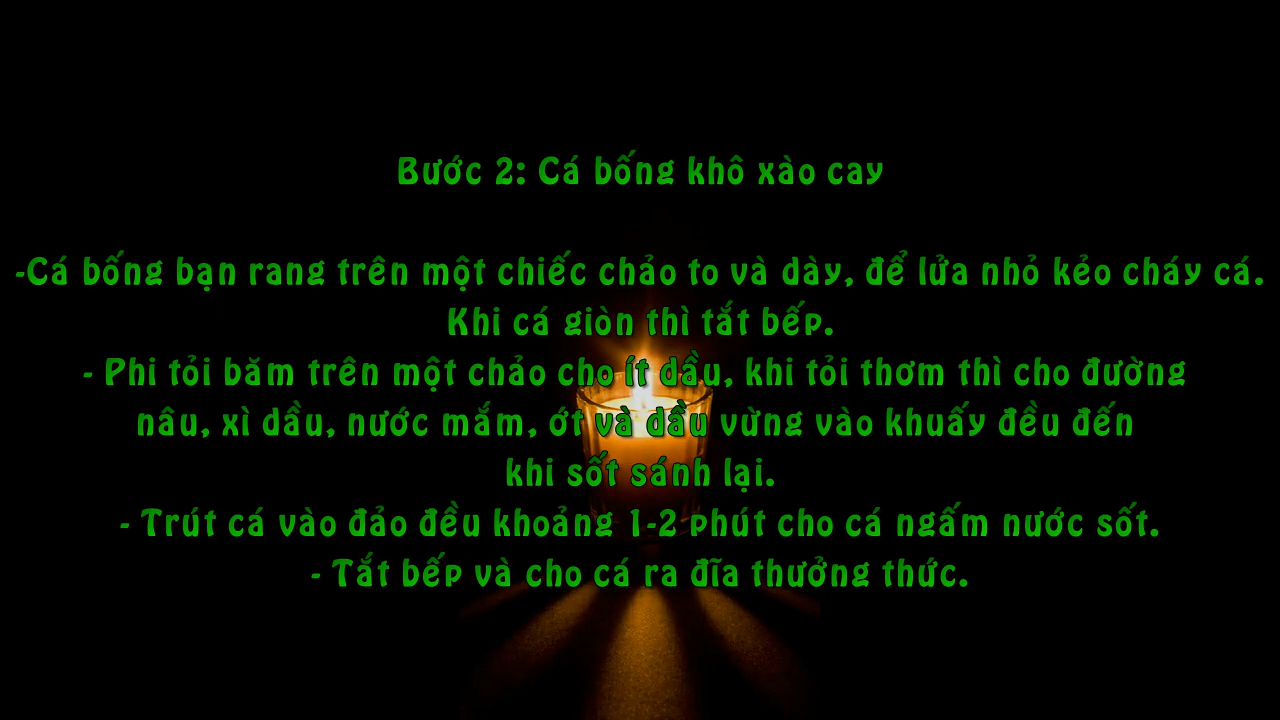 Bước 2: Cá bống khô xào cay
-Cá bống bạn rang trên một chiếc chảo to và dày, để lửa nhỏ kẻo cháy cá.
Khi cá giòn thì tắt bếp.
- Phi tỏi băm trên một chảo cho ít dầu, khi tỏi thơm thì cho đường
nâu, xì dầu, nước mắm, ớt và dầu vừng vào khuấy đều đến
khi sốt sánh lại.
- Trút cá vào đảo đều khoảng 1-2 phút cho cá ngấm nước sốt.
- Tắt bếp và cho cá ra đĩa thưởng thức.